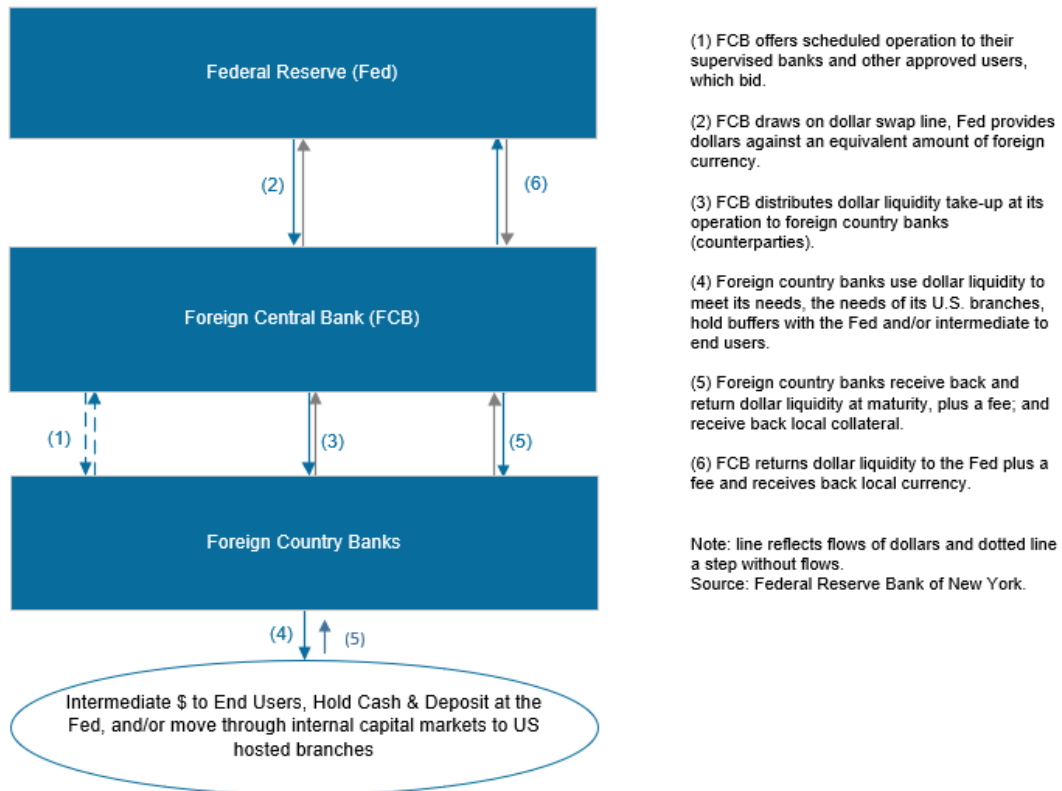 Federal Reserve (Fed)
(2)
(6)
Foreign Central Bank (FCB)
(1)
(3)
(5)
Foreign Country Banks
(4)
(5)
Intermediate $ to End Users, Hold Cash & Deposit at the
Fed, and/or move through internal capital markets to US
hosted branches
(1) FCB offers scheduled operation to their
supervised banks and other approved users,
which bid.
(2) FCB draws on dollar swap line, Fed provides
dollars against an equivalent amount of foreign
currency.
(3) FCB distributes dollar liquidity take-up at its
operation to foreign country banks
(counterparties).
(4) Foreign country banks use dollar liquidity to
meet its needs, the needs of its U.S. branches,
hold buffers with the Fed and/or intermediate to
end users.
(5) Foreign country banks receive back and
return dollar liquidity at maturity, plus a fee; and
receive back local collateral.
(6) FCB returns dollar liquidity to the Fed plus a
fee and receives back local currency.
Note: line reflects flows of dollars and dotted line
a step without flows.
Source: Federal Reserve Bank of New York.